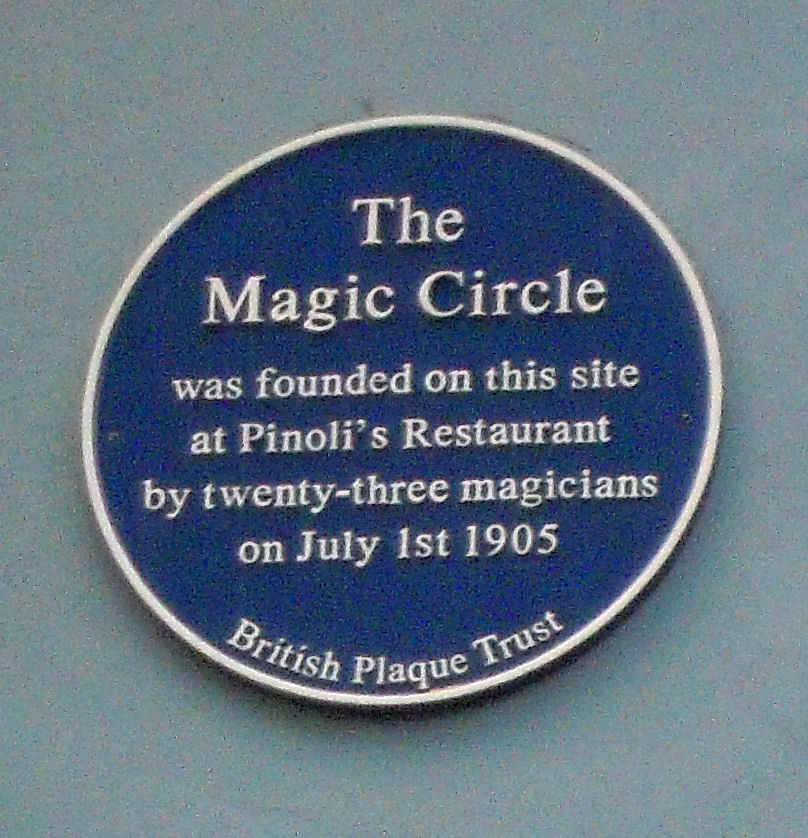 The
Magic Circle
was founded on this site
at Pinoli's Restaurant
by twenty-three magicians
on July 1st 1905
British Plaque Trust